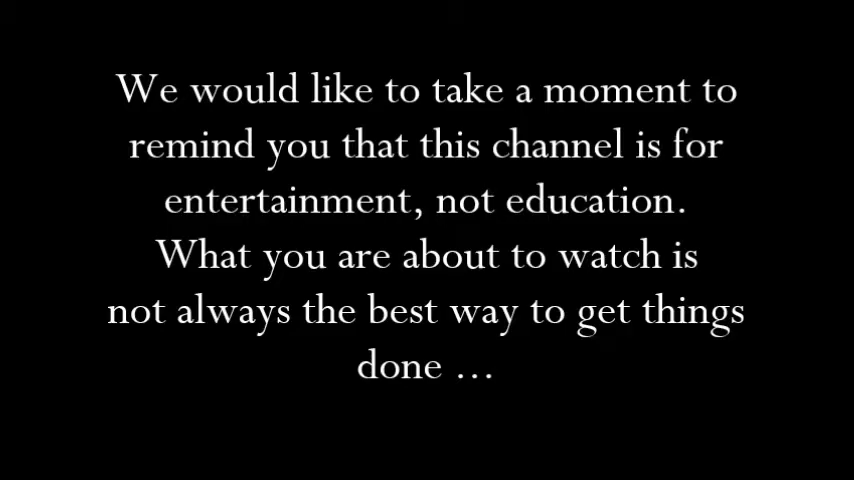 We would like to take a moment to
remind you that this channel is for
entertainment, not education.
What you are about to watch is
not always the best way to get things
done ...